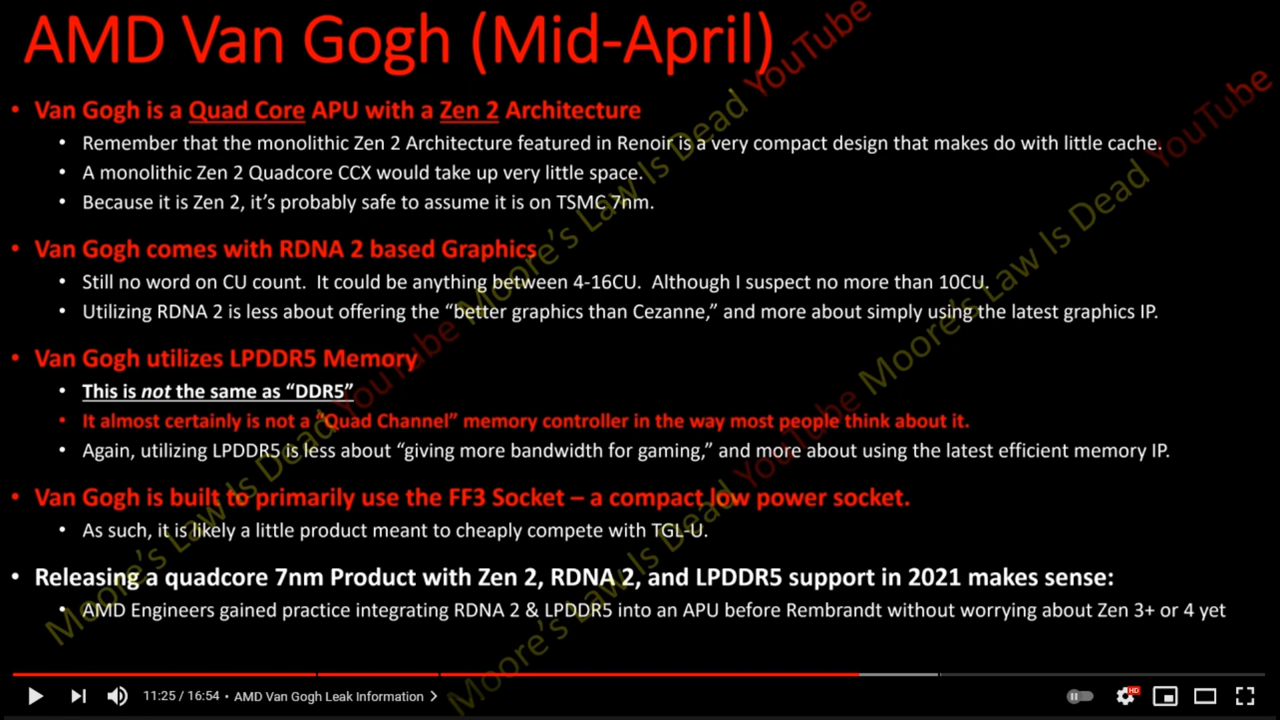 AMD Van Gogh (Mid-April)
• Van Gogh is a Quad Core APU with a Zen 2 Architecture
• Remember that the monolithic Zen 2 Architecture featured in Renoir is a very compact design that makes do with little cache.
• A monolithic Zen 2 Quadcore CCX would take up very little space.
• Because it is Zen 2, it’s probably safe to assume it is on TSMC 7nm.
• Van Gogh comes with RDNA 2 based Graphics
• Still no word on CU count. It could be anything between 4-16CU. Although I suspect no more than 10CU.
• Utilizing RDNA 2 is less about offering the “better graphics than Cezanne,” and more about simply using the latest graphics IP.
• Van Gogh utilizes LPDDR5 Memory
• This is not the same as “DDR5”
• It almost certainly is not a “Quad Channel” memory controller in the way most people think about it.
• Again, utilizing LPDDR5 is less about “giving more bandwidth for gaming,” and more about using the latest efficient memory IP.
• Van Gogh is built to primarily use the FF3 Socket – a compact low power socket.
• As such, it is likely a little product meant to cheaply compete with TGL-U.
• Releasing a quadcore 7nm Product with Zen 2, RDNA 2, and LPDDR5 support in 2021 makes sense:
• AMD Engineers gained practice integrating RDNA 2 & LPDDR5 into an APU before Rembrandt without worrying about Zen 3+ or 4 yet
Moore’s Law Is Dead YouTube
Moore’s Law Is Dead YouTube
Moore’s Law Is Dead YouTube
Moore’s Law Is Dead YouTube
11:25 / 16:54 • AMD Van Gogh Leak Information
HD